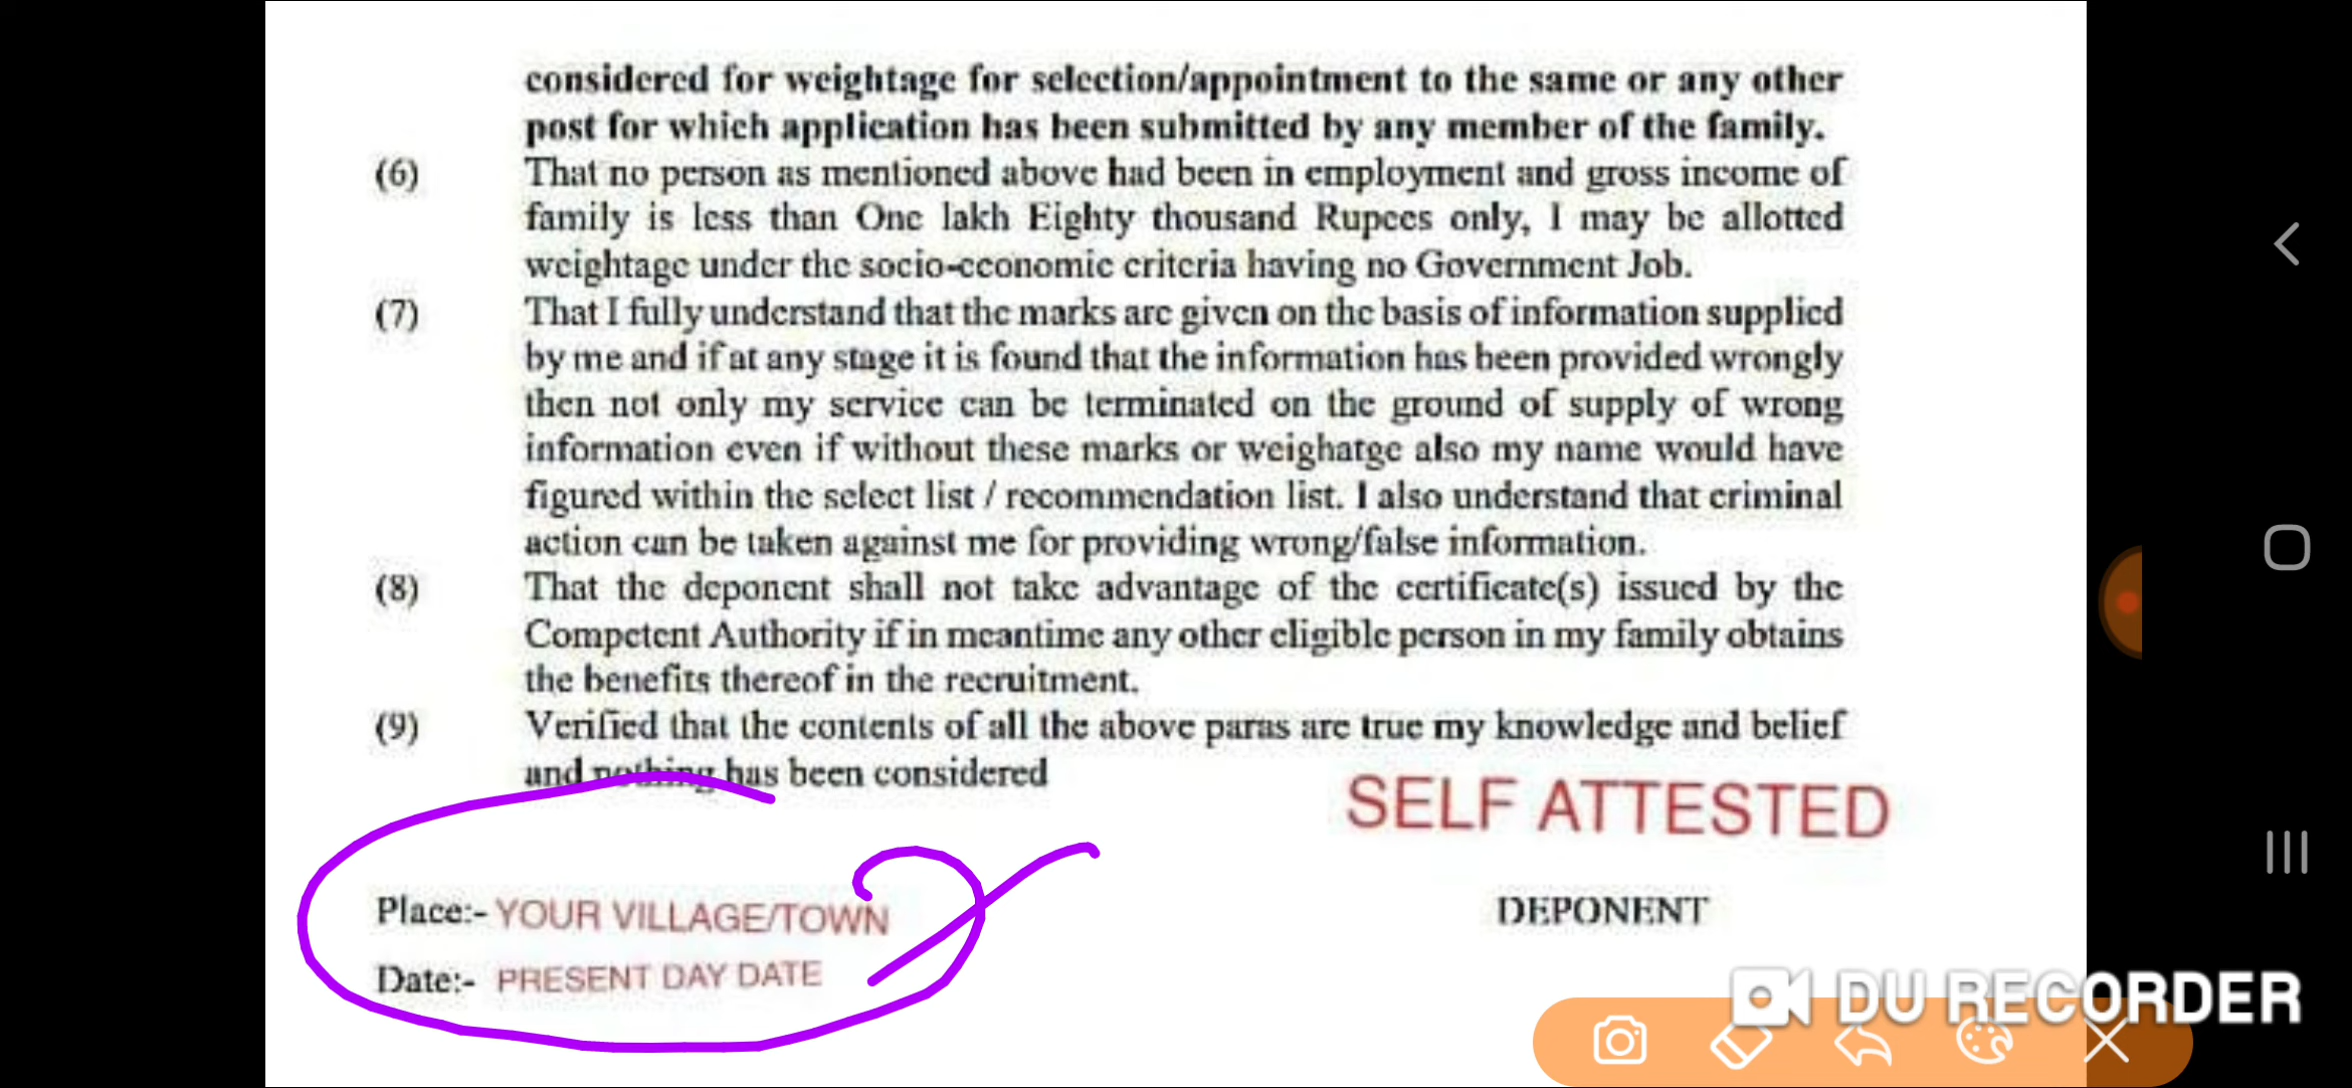 considered for weightage for selection/appointment to the same or any other
post for which application has been submitted by any member of the family.
(6) That no person as mentioned above had been in employment and gross income of
family is less than One lakh Eighty thousand Rupees only, I may be allotted
weightage under the socio-economic criteria having no Government Job.
(7) That I fully understand that the marks are given on the basis of information supplied
by me and if at any stage it is found that the information has been provided wrongly
then not only my service can be terminated on the ground of supply of wrong
information even if without these marks or weighatge also my name would have
figured within the select list / recommendation list. I also understand that criminal
action can be taken against me for providing wrong/false information.
(8) That the deponent shall not take advantage of the certificate(s) issued by the
Competent Authority if in meantime any other eligible person in my family obtains
the benefits thereof in the recruitment.
(9) Verified that the contents of all the above paras are true my knowledge and belief
and nothing has been considered
SELF ATTESTED
Place:- YOUR VILLAGE/TOWN
DEPONENT
Date:- PRESENT DAY DATE
DU RECORDER